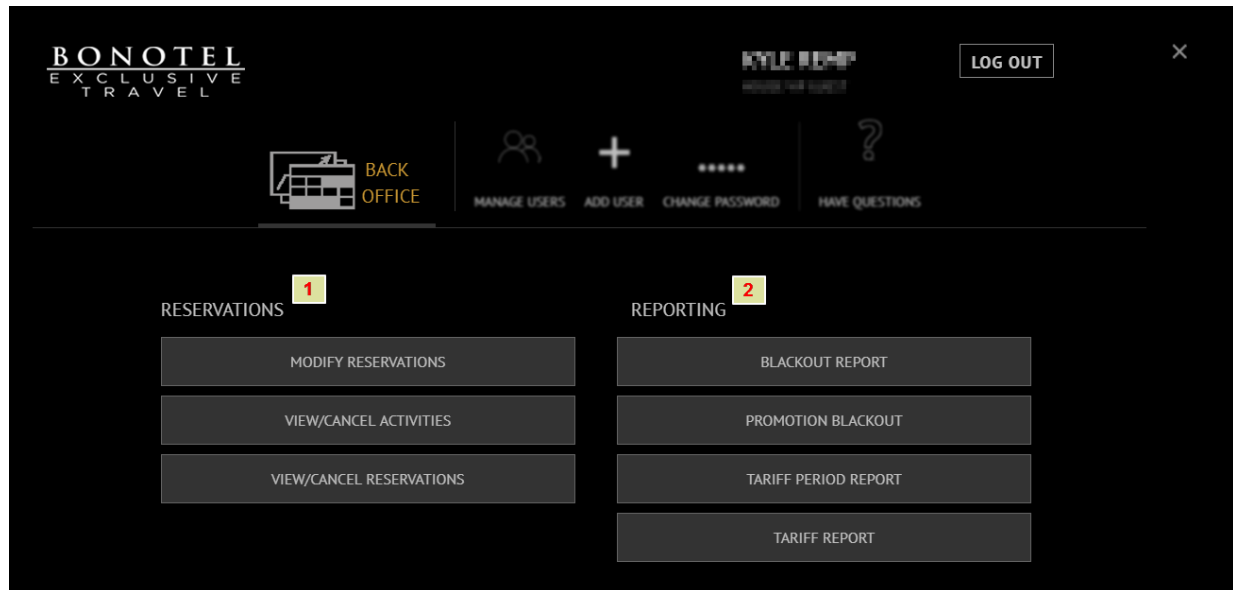 BONOTEL
EXCLUSIVE
TRAVEL
LOG OUT
BACK
OFFICE
MANAGE USERS
ADD USER
CHANGE PASSWORD
HAVE QUESTIONS
1
RESERVATIONS
MODIFY RESERVATIONS
VIEW/CANCEL ACTIVITIES
VIEW/CANCEL RESERVATIONS
2
REPORTING
BLACKOUT REPORT
PROMOTION BLACKOUT
TARIFF PERIOD REPORT
TARIFF REPORT